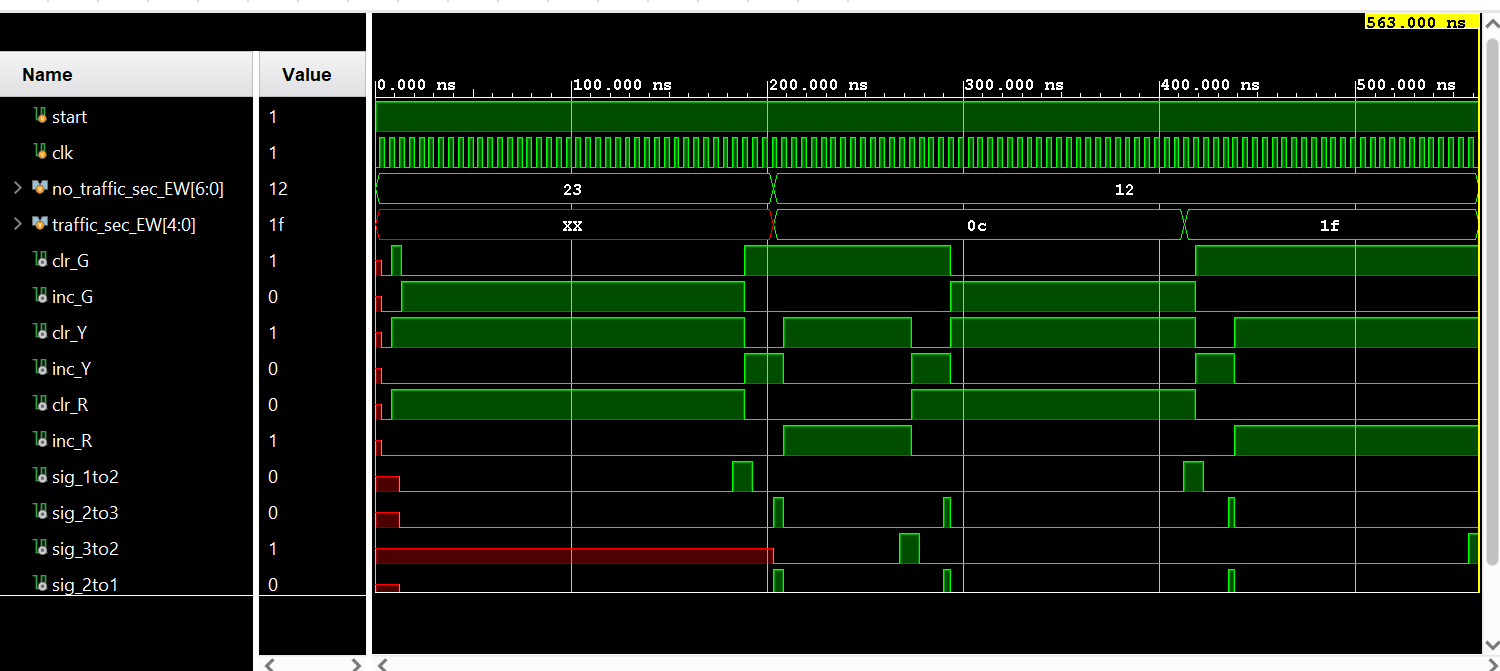 563.000 ns
Name Value
0.000 ns 100.000 ns 200.000 ns 300.000 ns 400.000 ns 500.000 ns
start 1
clk 1
no_traffic_sec_EW[6:0] 12 23 12
traffic_sec_EW[4:0] 1f XX 0c 1f
clr_G 1
inc_G 0
clr_Y 1
inc_Y 0
clr_R 0
inc_R 1
sig_1to2 0
sig_2to3 0
sig_3to2 1
sig_2to1 0